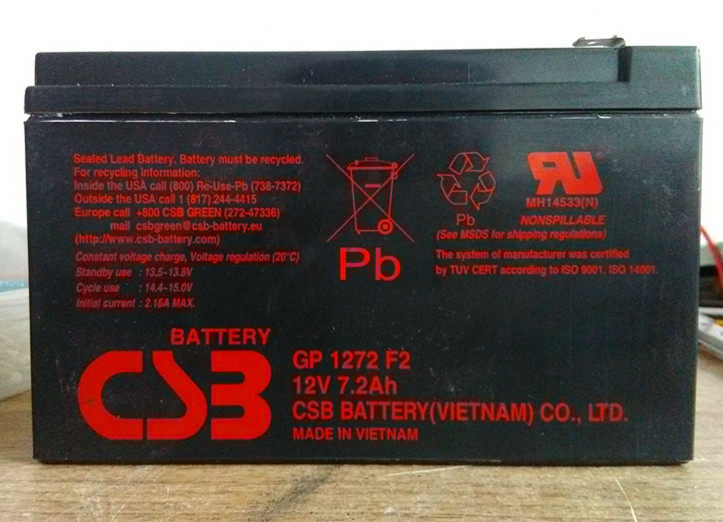 Sealed Lead Battery. Battery must be recycled.
For recycling information:
Inside the USA call (800) Re-Use-Pb (738-7372)
Outside the USA call 1 (817) 244-4415
Europe call +800 CSB GREEN (272-47336)
mail csbgreen@csb-battery.eu
(http://www.csb-battery.com)
Constant voltage charge, Voltage regulation (20°C)
Standby use : 13.5-13.8V
Cycle use : 14.4-15.0V
Initial current : 2.16A MAX.
Pb
Pb
RU
MH14533(N)
NONSPILLABLE
(See MSDS for shipping regulations)
The system of manufacturer was certified
by TUV CERT according to ISO 9001. ISO 14001
BATTERY
CSB
GP 1272 F2
12V 7.2Ah
CSB BATTERY(VIETNAM) CO., LTD.
MADE IN VIETNAM